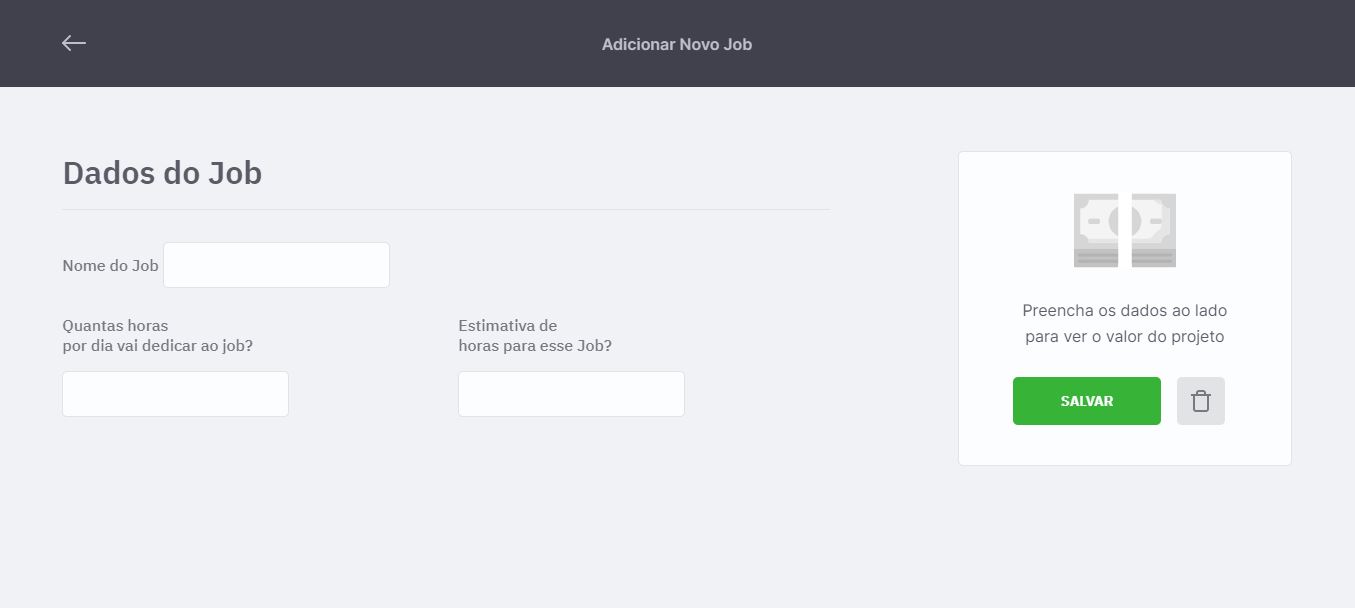 Adicionar Novo Job
Dados do Job
Nome do Job
Quantas horas
por dia vai dedicar ao job?
Estimativa de
horas para esse Job?
Preencha os dados ao lado
para ver o valor do projeto
SALVAR